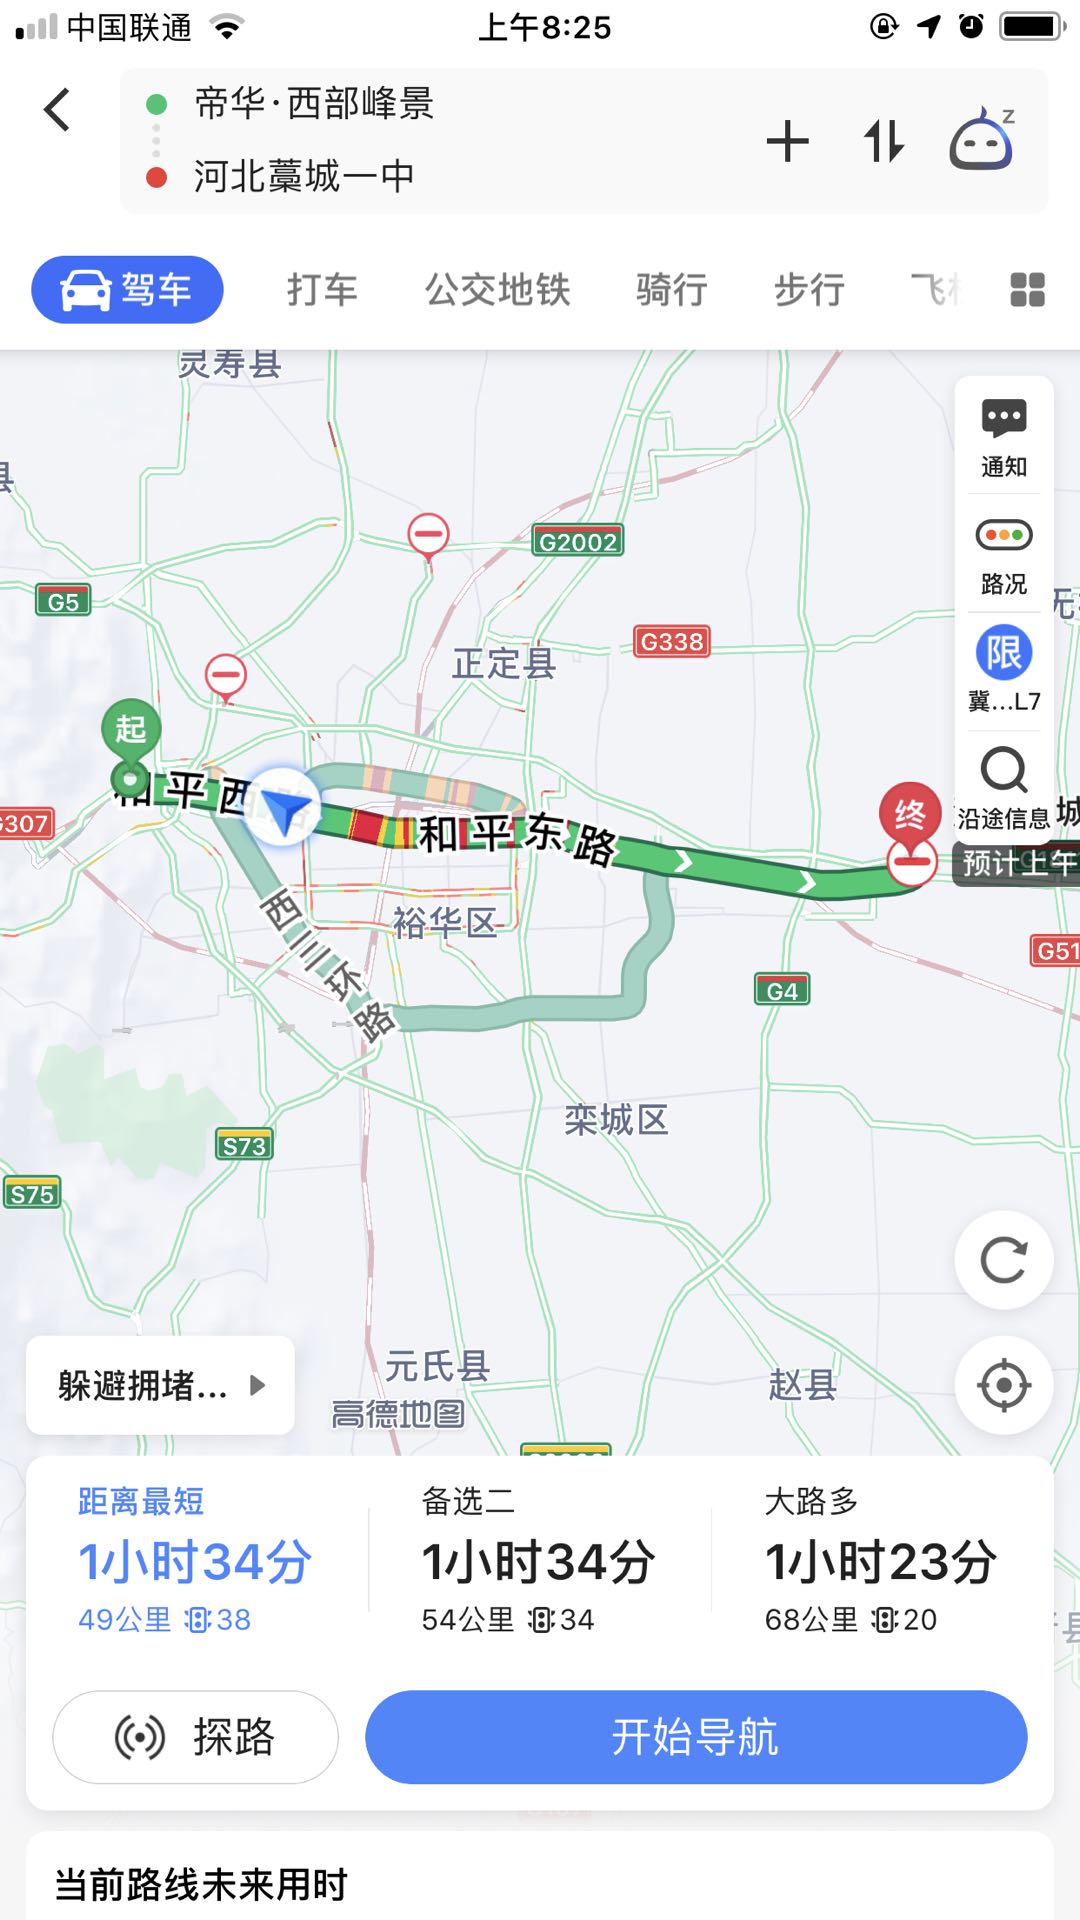 中国联通
上午8:25
帝华·西部峰景
河北藁城一中
驾车
打车
公交地铁
骑行
步行
灵寿县
通知
G2002
路况
G5
G338
限
正定县
冀...L7
起
和平西路
沿途信息
G307
终
和平东路
预计上午
西三环路
裕华区
G51
G4
栾城区
S73
S75
躲避拥堵...
元氏县
赵县
高德地图
距离最短
1小时34分
49公里 38
备选二
1小时34分
54公里 34
大路多
1小时23分
68公里 20
探路
开始导航
当前路线未来用时